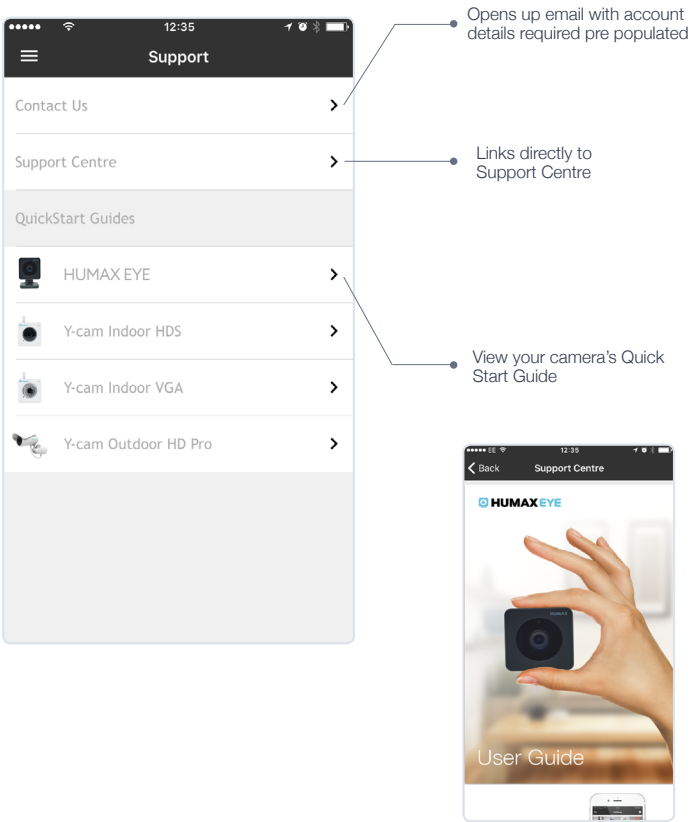 12:35
Support
Contact Us
Support Centre
QuickStart Guides
HUMAX EYE
Y-cam Indoor HDS
Y-cam Indoor VGA
Y-cam Outdoor HD Pro
Opens up email with account
details required pre populated
Links directly to
Support Centre
View your camera’s Quick
Start Guide
EE 12:35
Back Support Centre
HUMAX EYE
HUMAX
User Guide